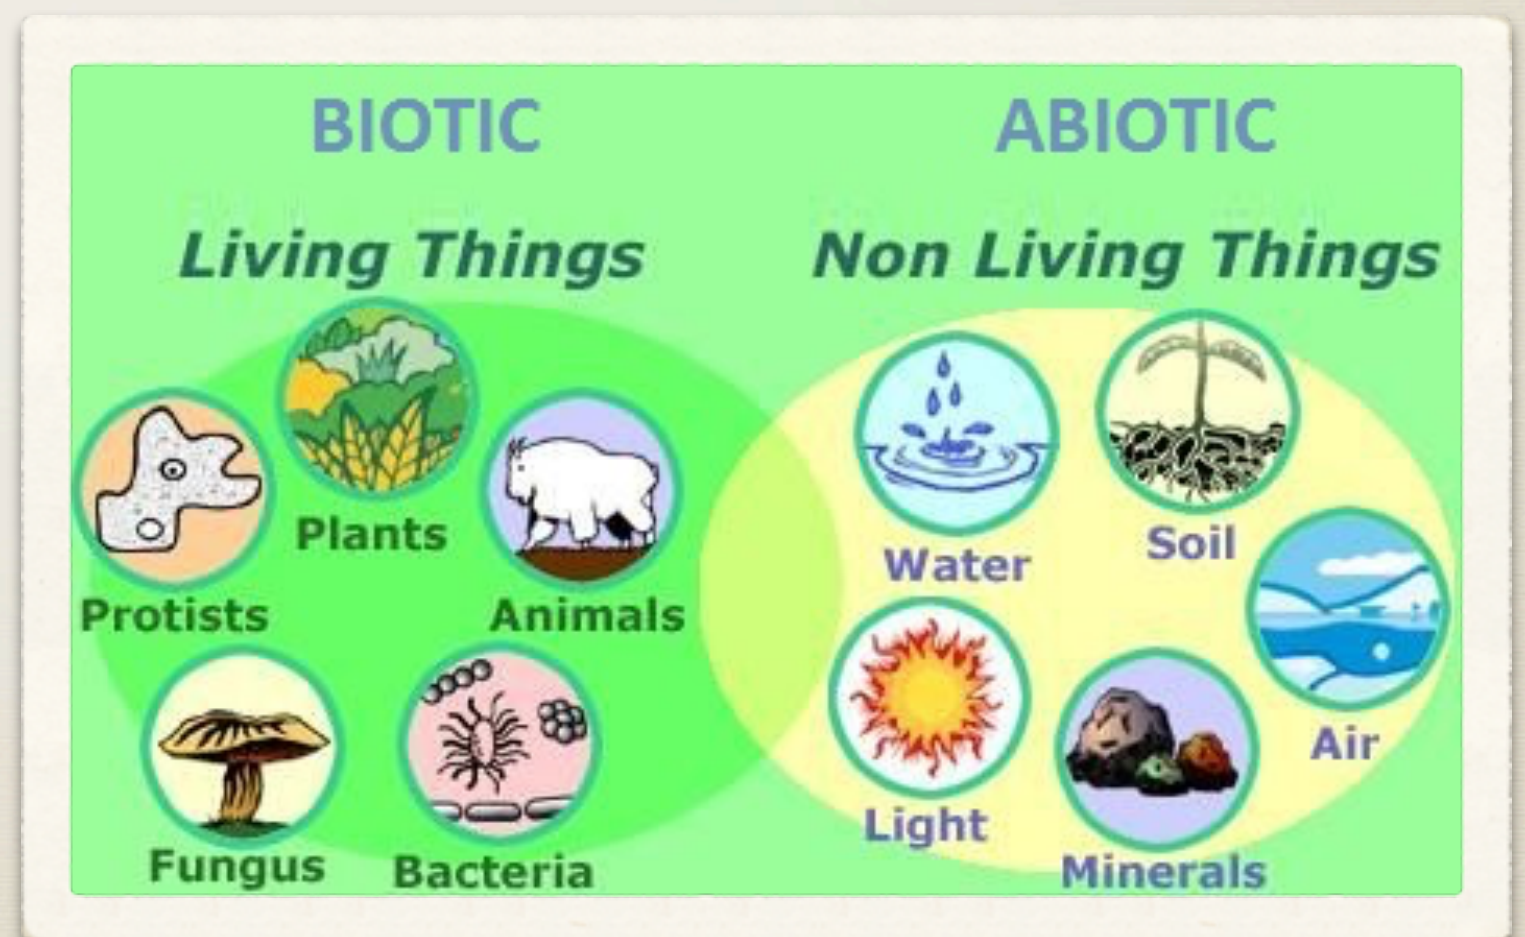 BIOTIC
ABIOTIC
Living Things
Non Living Things
Plants
Protists
Animals
Fungus
Bacteria
Water
Soil
Air
Light
Minerals